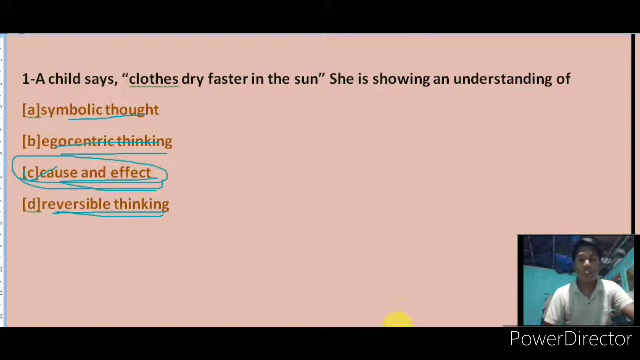 1-A child says, “clothes dry faster in the sun” She is showing an understanding of
[a]symbolic thought
[b]egocentric thinking
[c]cause and effect
[d]reversible thinking
PowerDirector